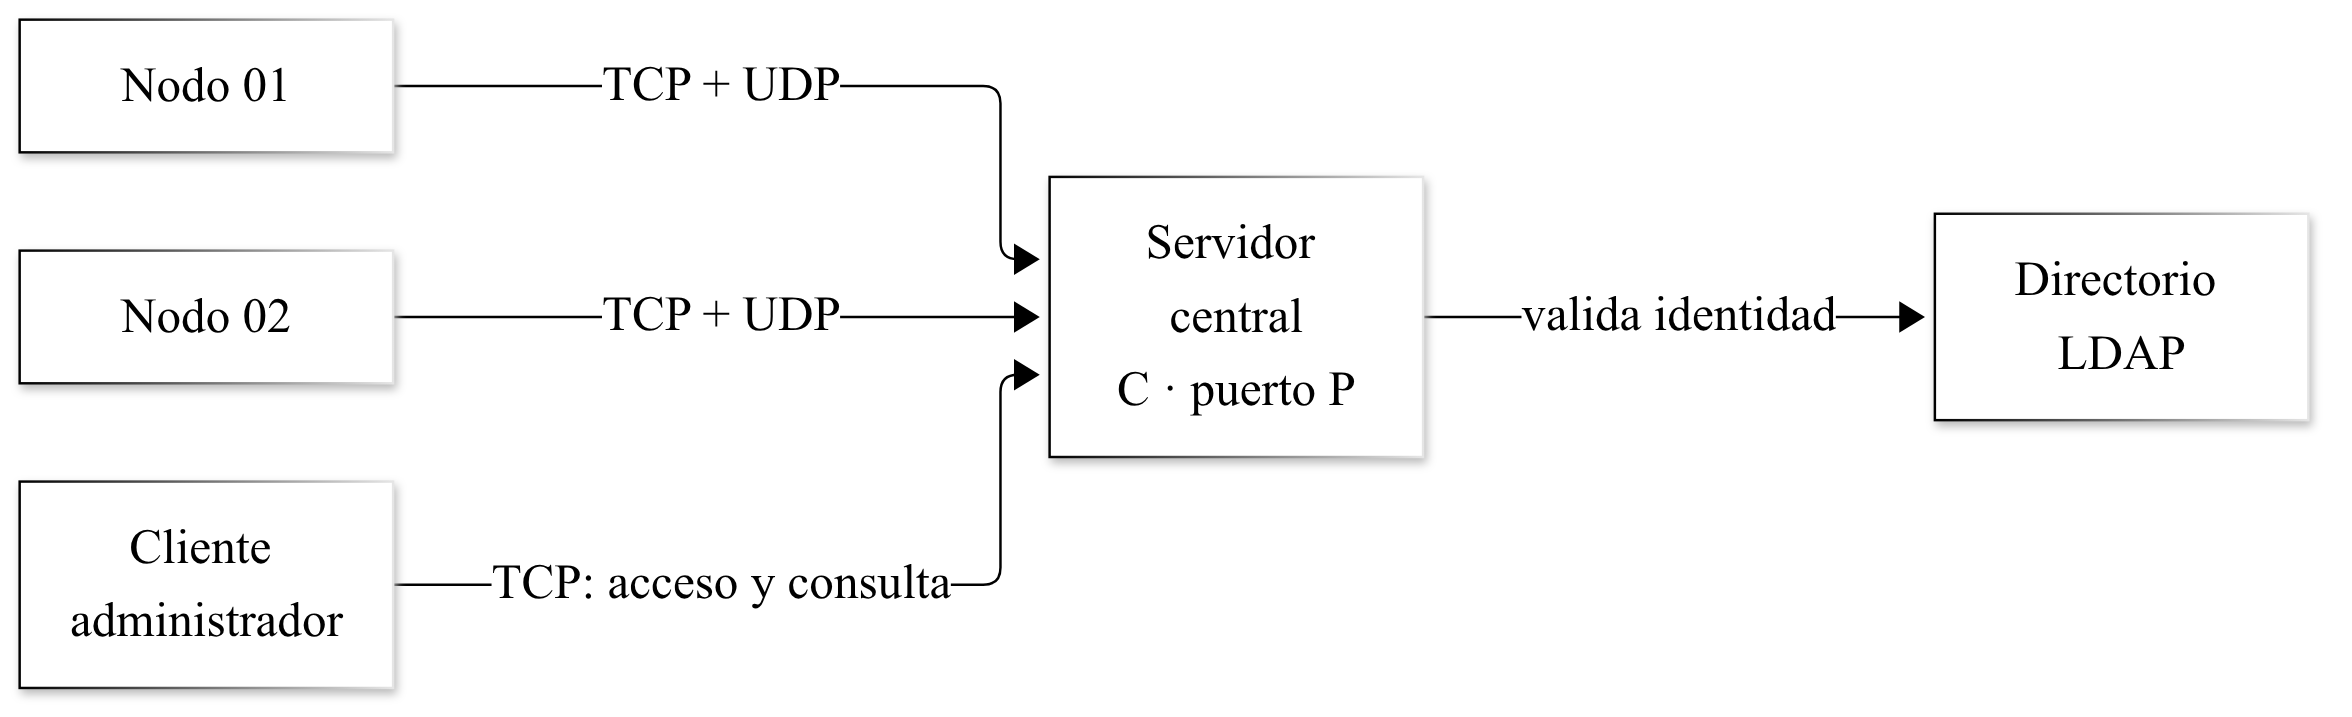 Nodo 01
TCP + UDP
Nodo 02
TCP + UDP
Cliente
administrador
TCP: acceso y consulta
Servidor
central
C · puerto P
valida identidad
Directorio
LDAP